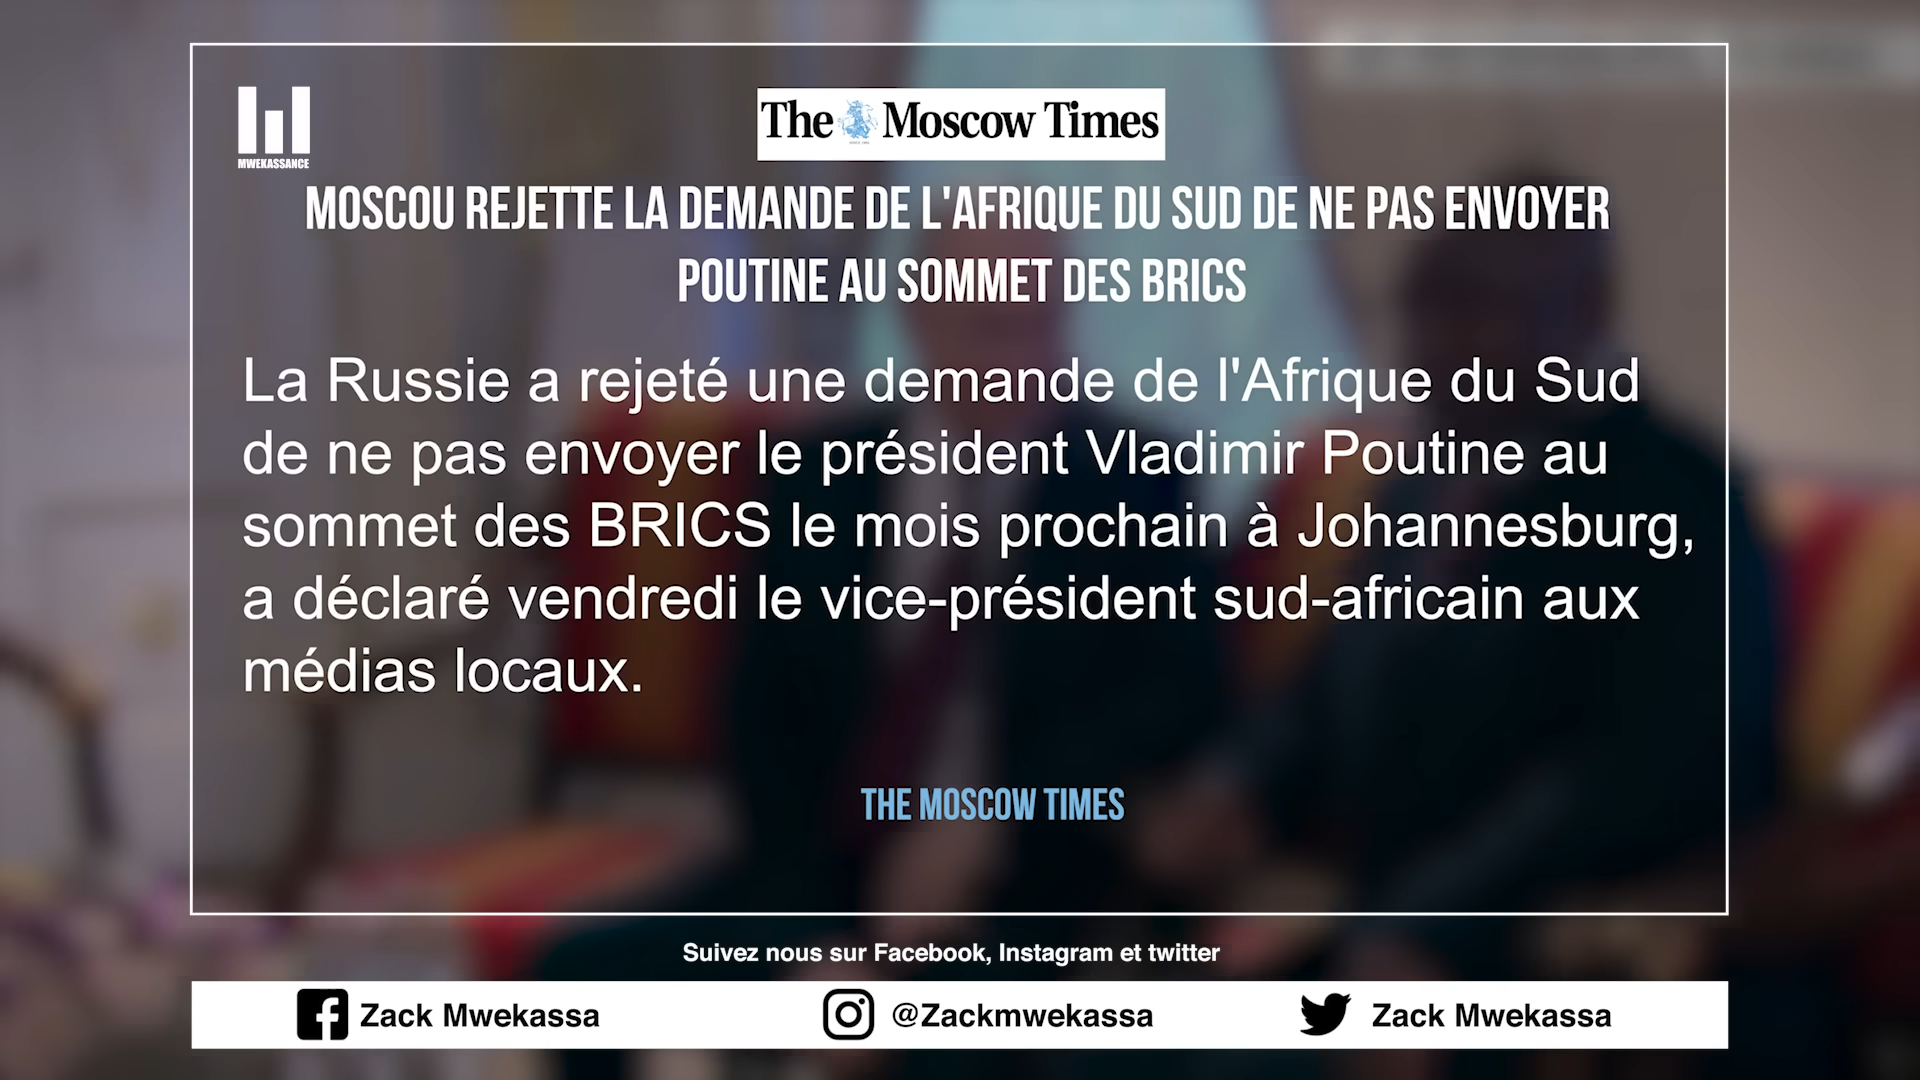 MWEKASSANCE
The Moscow Times
MOSCOU REJETTE LA DEMANDE DE L'AFRIQUE DU SUD DE NE PAS ENVOYER
POUTINE AU SOMMET DES BRICS
La Russie a rejeté une demande de l'Afrique du Sud
de ne pas envoyer le président Vladimir Poutine au
sommet des BRICS le mois prochain à Johannesburg,
a déclaré vendredi le vice-président sud-africain aux
médias locaux.
THE MOSCOW TIMES
Suivez nous sur Facebook, Instagram et twitter
Zack Mwekassa
@Zackmwekassa
Zack Mwekassa